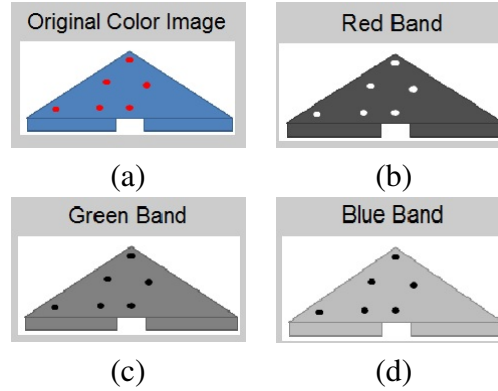 Original Color Image
Red Band
(a)
(b)
Green Band
Blue Band
(c)
(d)